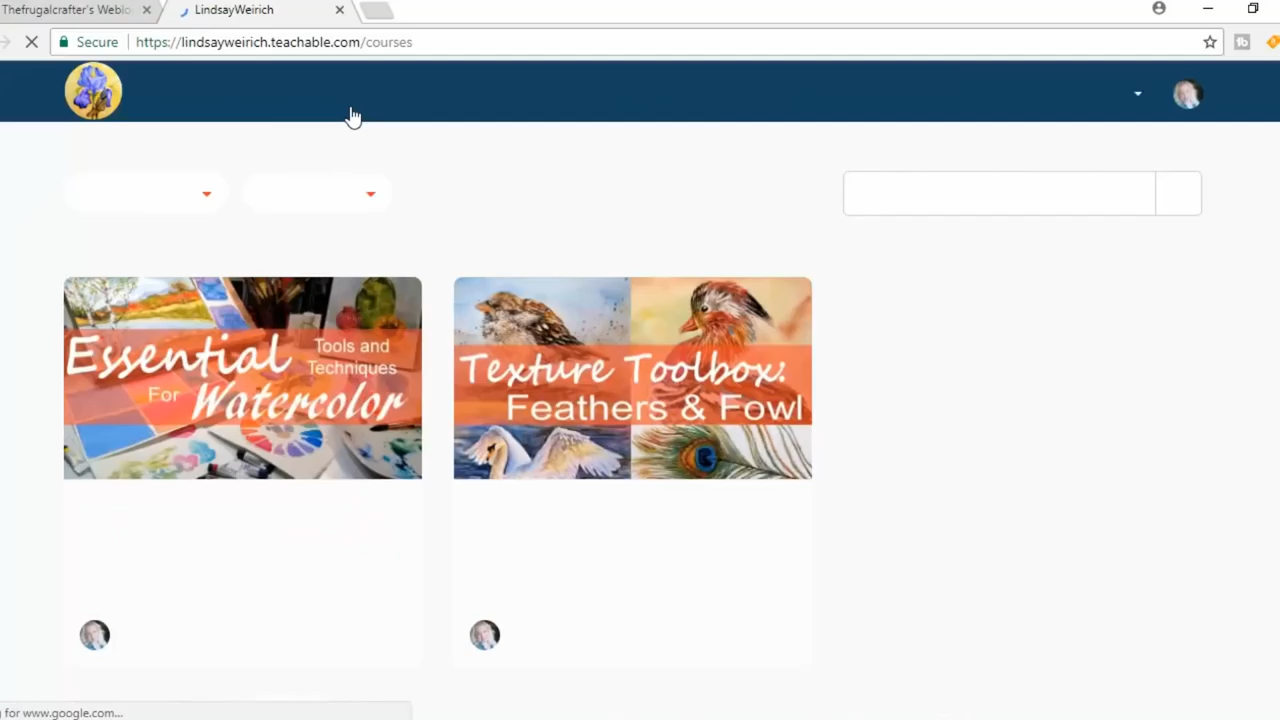 Thefrugalcrafter's Weblo
LindsayWeirich
Secure
https://lindsayweirich.teachable.com/courses
Essential
Tools and
Techniques
For Watercolor
Texture Toolbox:
Feathers & Fowl
for www.google.com...